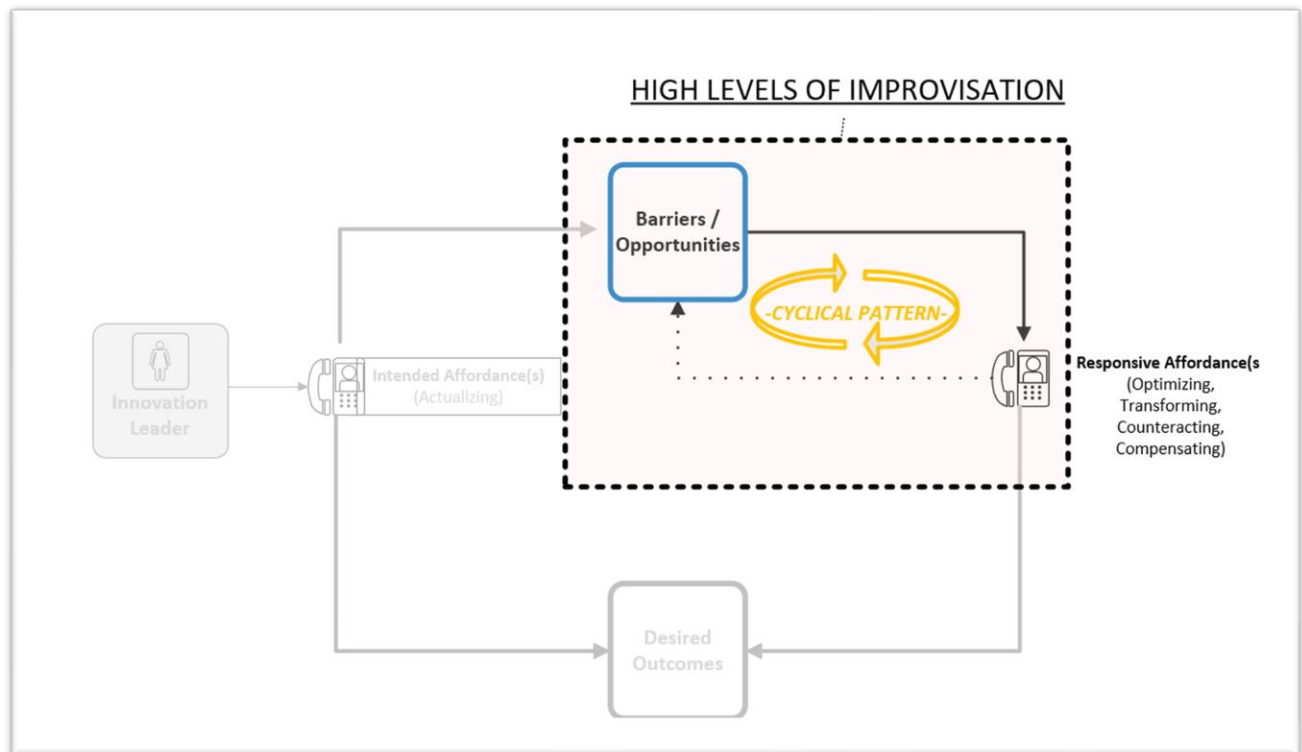 HIGH LEVELS OF IMPROVISATION
Barriers /
Opportunities
-CYCLICAL PATTERN-
Innovation
Leader
Intended Affordance(s)
(Actualizing)
Responsive Affordance(s
(Optimizing,
Transforming,
Counteracting,
Compensating)
Desired
Outcomes